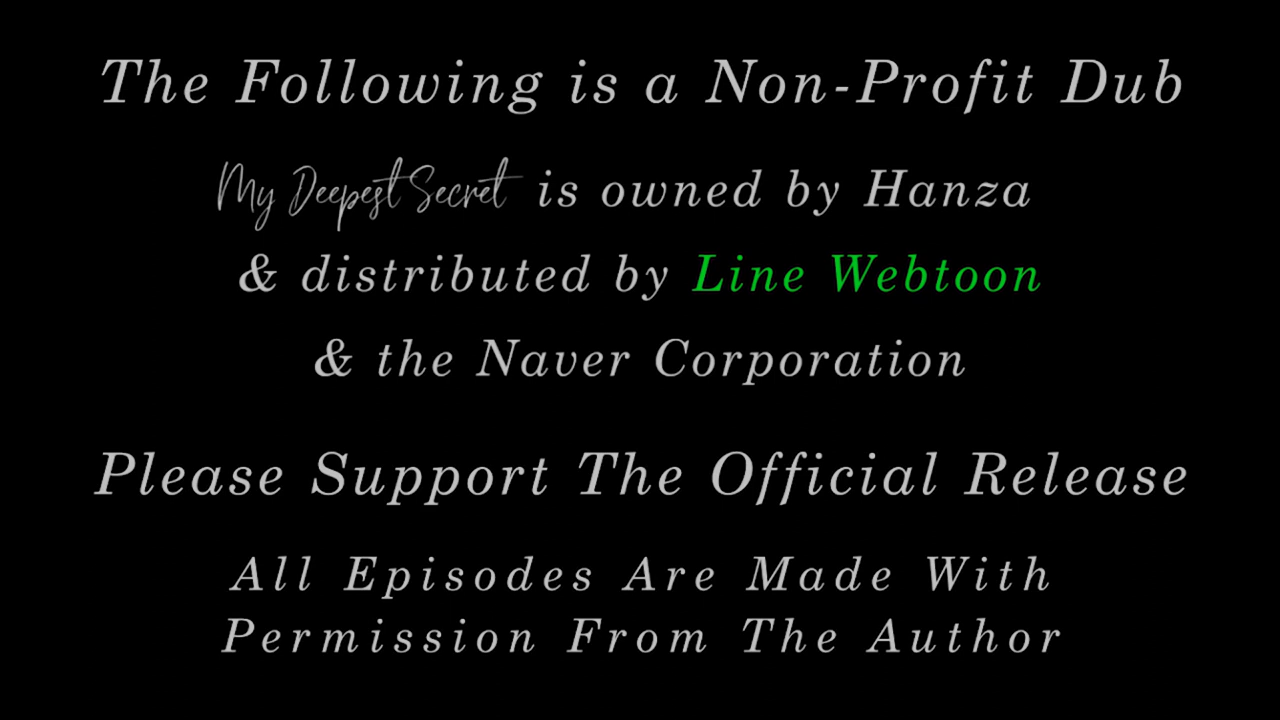 The Following is a Non-Profit Dub
My Deepest Secret is owned by Hanza
& distributed by Line Webtoon
& the Naver Corporation
Please Support The Official Release
All Episodes Are Made With
Permission From The Author